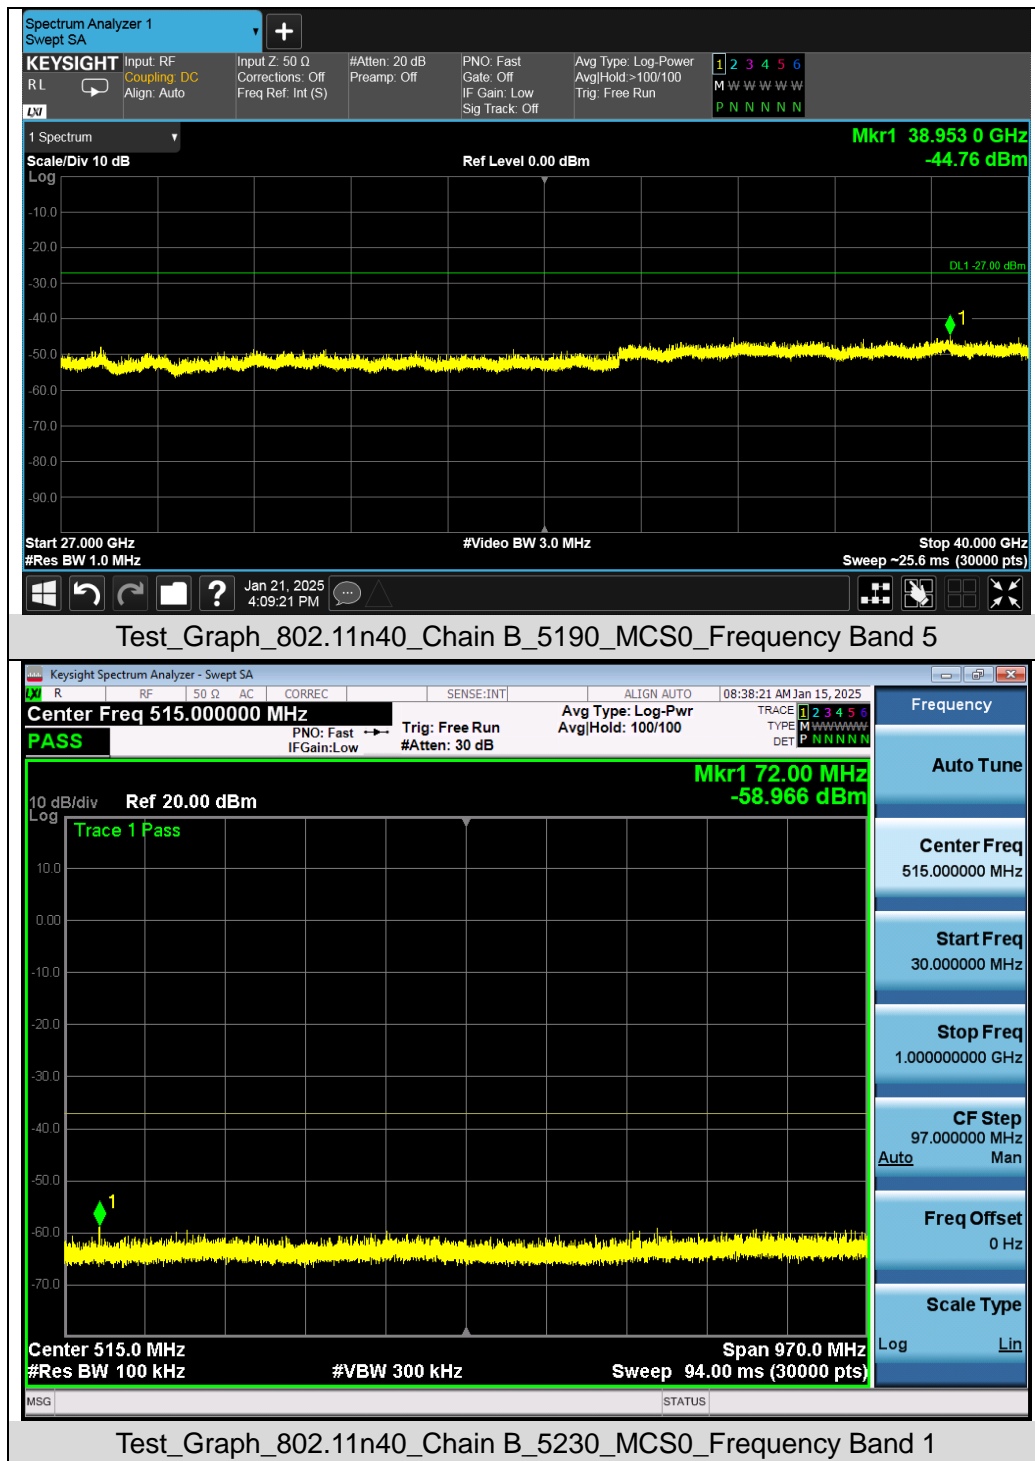 Spectrum Analyzer 1
Swept SA
+
KEYSIGHT
R L
LXI
Input: RF
Coupling: DC
Align: Auto
Input Z: 50 Ω
Corrections: Off
Freq Ref: Int (S)
#Atten: 20 dB
Preamp: Off
PNO: Fast
Gate: Off
IF Gain: Low
Sig Track: Off
Avg Type: Log-Power
Avg|Hold:>100/100
Trig: Free Run
1 2 3 4 5 6
M W W W W W
P N N N N N
1 Spectrum
Mkr1 38.953 0 GHz
Scale/Div 10 dB
Ref Level 0.00 dBm
-44.76 dBm
Log
-10.0
-20.0
DL1 -27.00 dBm
-30.0
-40.0
1
-50.0
-60.0
-70.0
-80.0
-90.0
Start 27.000 GHz
#Video BW 3.0 MHz
Stop 40.000 GHz
#Res BW 1.0 MHz
Sweep ~25.6 ms (30000 pts)
?
Jan 21, 2025
4:09:21 PM
Test_Graph_802.11n40_Chain B_5190_MCS0_Frequency Band 5
Keysight Spectrum Analyzer - Swept SA
LXI R RF 50 Ω AC CORREC SENSE:INT ALIGN AUTO 08:38:21 AM Jan 15, 2025
Center Freq 515.000000 MHz
PASS
PNO: Fast
IFGain:Low
Trig: Free Run
#Atten: 30 dB
Avg Type: Log-Pwr
Avg|Hold: 100/100
TRACE 1 2 3 4 5 6
TYPE M W W W W W
DET P N N N N N
Mkr1 72.00 MHz
-58.966 dBm
10 dB/div
Ref 20.00 dBm
Log
Trace 1 Pass
10.0
0.00
-10.0
-20.0
-30.0
-40.0
-50.0
1
-60.0
-70.0
Center 515.0 MHz
Span 970.0 MHz
#Res BW 100 kHz
#VBW 300 kHz
Sweep 94.00 ms (30000 pts)
MSG
STATUS
Frequency
Auto Tune
Center Freq
515.000000 MHz
Start Freq
30.000000 MHz
Stop Freq
1.000000000 GHz
CF Step
97.000000 MHz
Auto Man
Freq Offset
0 Hz
Scale Type
Log Lin
Test_Graph_802.11n40_Chain B_5230_MCS0_Frequency Band 1